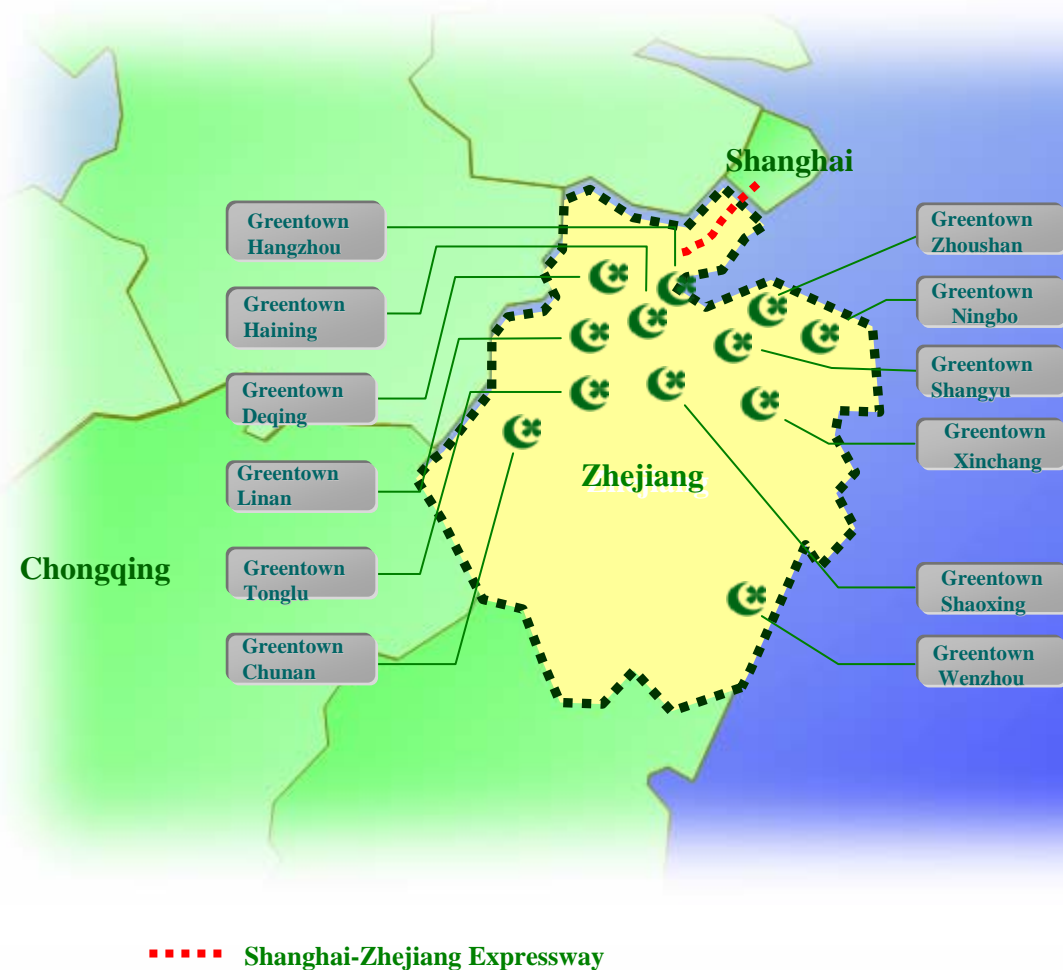 Shanghai
Greentown
Hangzhou
Greentown
Haining
Greentown
Deqing
Greentown
Linan
Greentown
Tonglu
Greentown
Chunan
Chongqing
Zhejiang
Greentown
Zhoushan
Greentown
Ningbo
Greentown
Shangyu
Greentown
Xinchang
Greentown
Shaoxing
Greentown
Wenzhou
Shanghai-Zhejiang Expressway